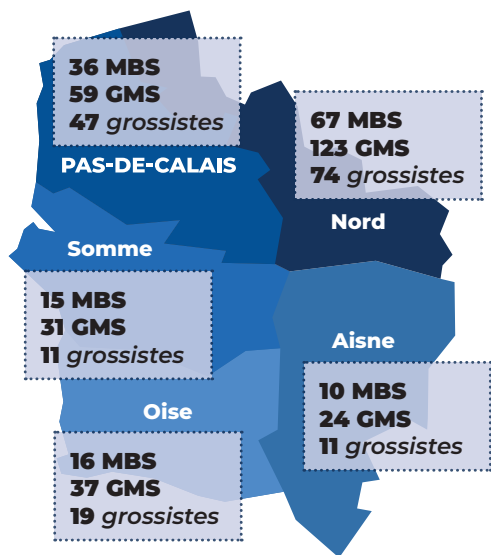 36 MBS
59 GMS
47 grossistes
PAS-DE-CALAIS
67 MBS
123 GMS
74 grossistes
Nord
Somme
15 MBS
31 GMS
11 grossistes
Aisne
10 MBS
24 GMS
11 grossistes
Oise
16 MBS
37 GMS
19 grossistes